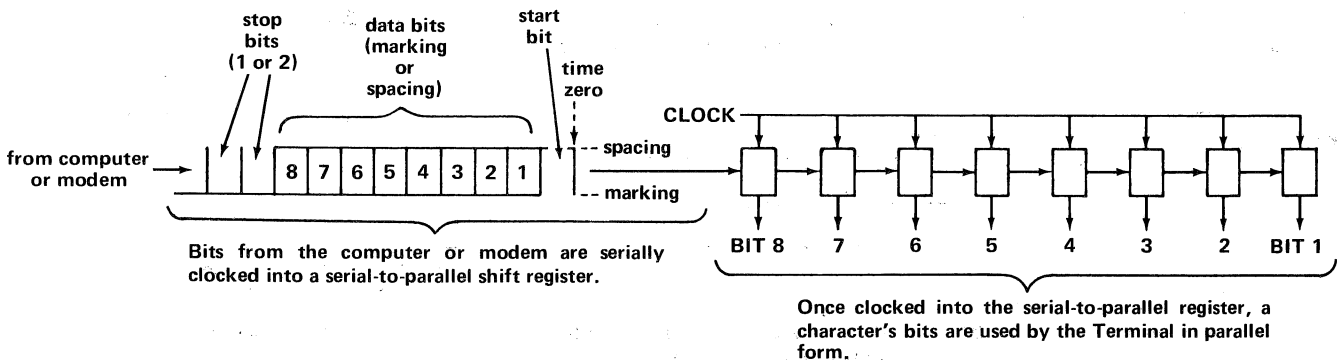 stop
bits
(1 or 2)
data bits
(marking
or
spacing)
start
bit
time
zero
from computer
or modem
8 7 6 5 4 3 2 1
spacing
marking
CLOCK
BIT 8 7 6 5 4 3 2 BIT 1
Bits from the computer or modem are serially
clocked into a serial-to-parallel shift register.
Once clocked into the serial-to-parallel register, a
character's bits are used by the Terminal in parallel
form.